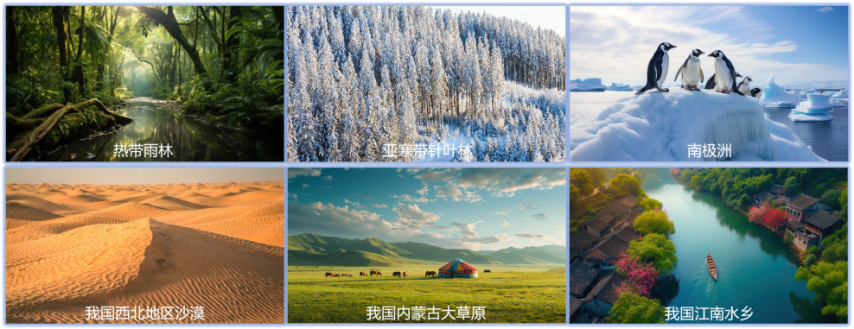 热带雨林
亚寒带针叶林
南极洲
我国西北地区沙漠
我国内蒙古大草原
我国江南水乡